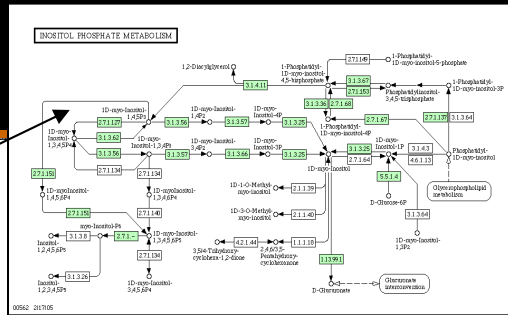 INOSITOL PHOSPHATE METABOLISM
1,2-Diacylglycerol
1-Phosphatidyl-
1D-myo-inositol-
4,5-bisphosphate
2.7.1.149
1-Phosphatidyl-
1D-myo-inositol-5-phosphate
3.1.4.11
3.1.3.67
2.7.1.153
Phosphatidylinositol-
3,4,5-trisphosphate
1-Phosphatidyl-
1D-myo-inositol-3P
1D-myo-Inositol-
1,4,5P3
1D-myo-inositol-
1,4P2
1D-myo-
Inositol-4P
1D-myo-
Inositol-
1,3,4,5P4
2.7.1.127
3.1.3.62
3.1.3.56
2.7.1.134
3.1.3.56
3.1.3.57
3.1.3.25
3.1.3.36
2.7.1.68
1-Phosphatidyl-
1D-myo-inositol-4P
2.7.1.67
2.7.1.137
3.1.3.64
1D-myo-Inositol-1,3,4P3
1D-myo-inositol-
3,4P2
1D-myo-
Inositol-3P
3.1.3.57
3.1.3.66
3.1.3.25
1D-myo-Inositol
3.1.3.25
2.7.1.64
1D-myo-
Inositol-1P
3.1.4.3
4.6.1.13
Phosphatidyl-
1D-myo-inositol
2.7.1.151
2.7.1.134
5.5.1.4
D-Glucose-6P
Glycerophospholipid
metabolism
1D-myoInositol-
1,4,5,6P4
1D-myoInositol-
1,3,4,6P4
1D-1-O-Methyl-
myo-inositol
2.1.1.39
1D-3-O-Methyl-
myo-inositol
2.1.1.40
2.7.1.151
2.7.1.140
3.1.3.64
1D-myo-inositol-
1,3P2
myo-Inositol-P6
3.1.3.8
2.7.1.-
1D-myo-Inositol-
1,3,4,5,6P5
Inositol-
1,2,4,5,6P5
2.7.1.134
3.1.3.26
Inositol-
1,2,3,4,5P5
1D-myo-inositol-
3,4,5,6P4
4.2.1.44
3,5/4-Trihydroxy-
cyclohexa-1,2-dione
2,4,6/3,5-
Pentahydroxy-
cyclohexanone
1.1.1.18
1.13.99.1
D-Glucuronate
Glucuronate
interconversion
00562 2/17/05